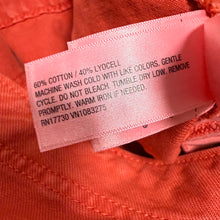 60% COTTON / 40% LYOCELL
MACHINE WASH COLD WITH LIKE COLORS. GENTLE
CYCLE. DO NOT BLEACH. TUMBLE DRY LOW. REMOVE
PROMPTLY. WARM IRON IF NEEDED.
RN17730 VN1083275